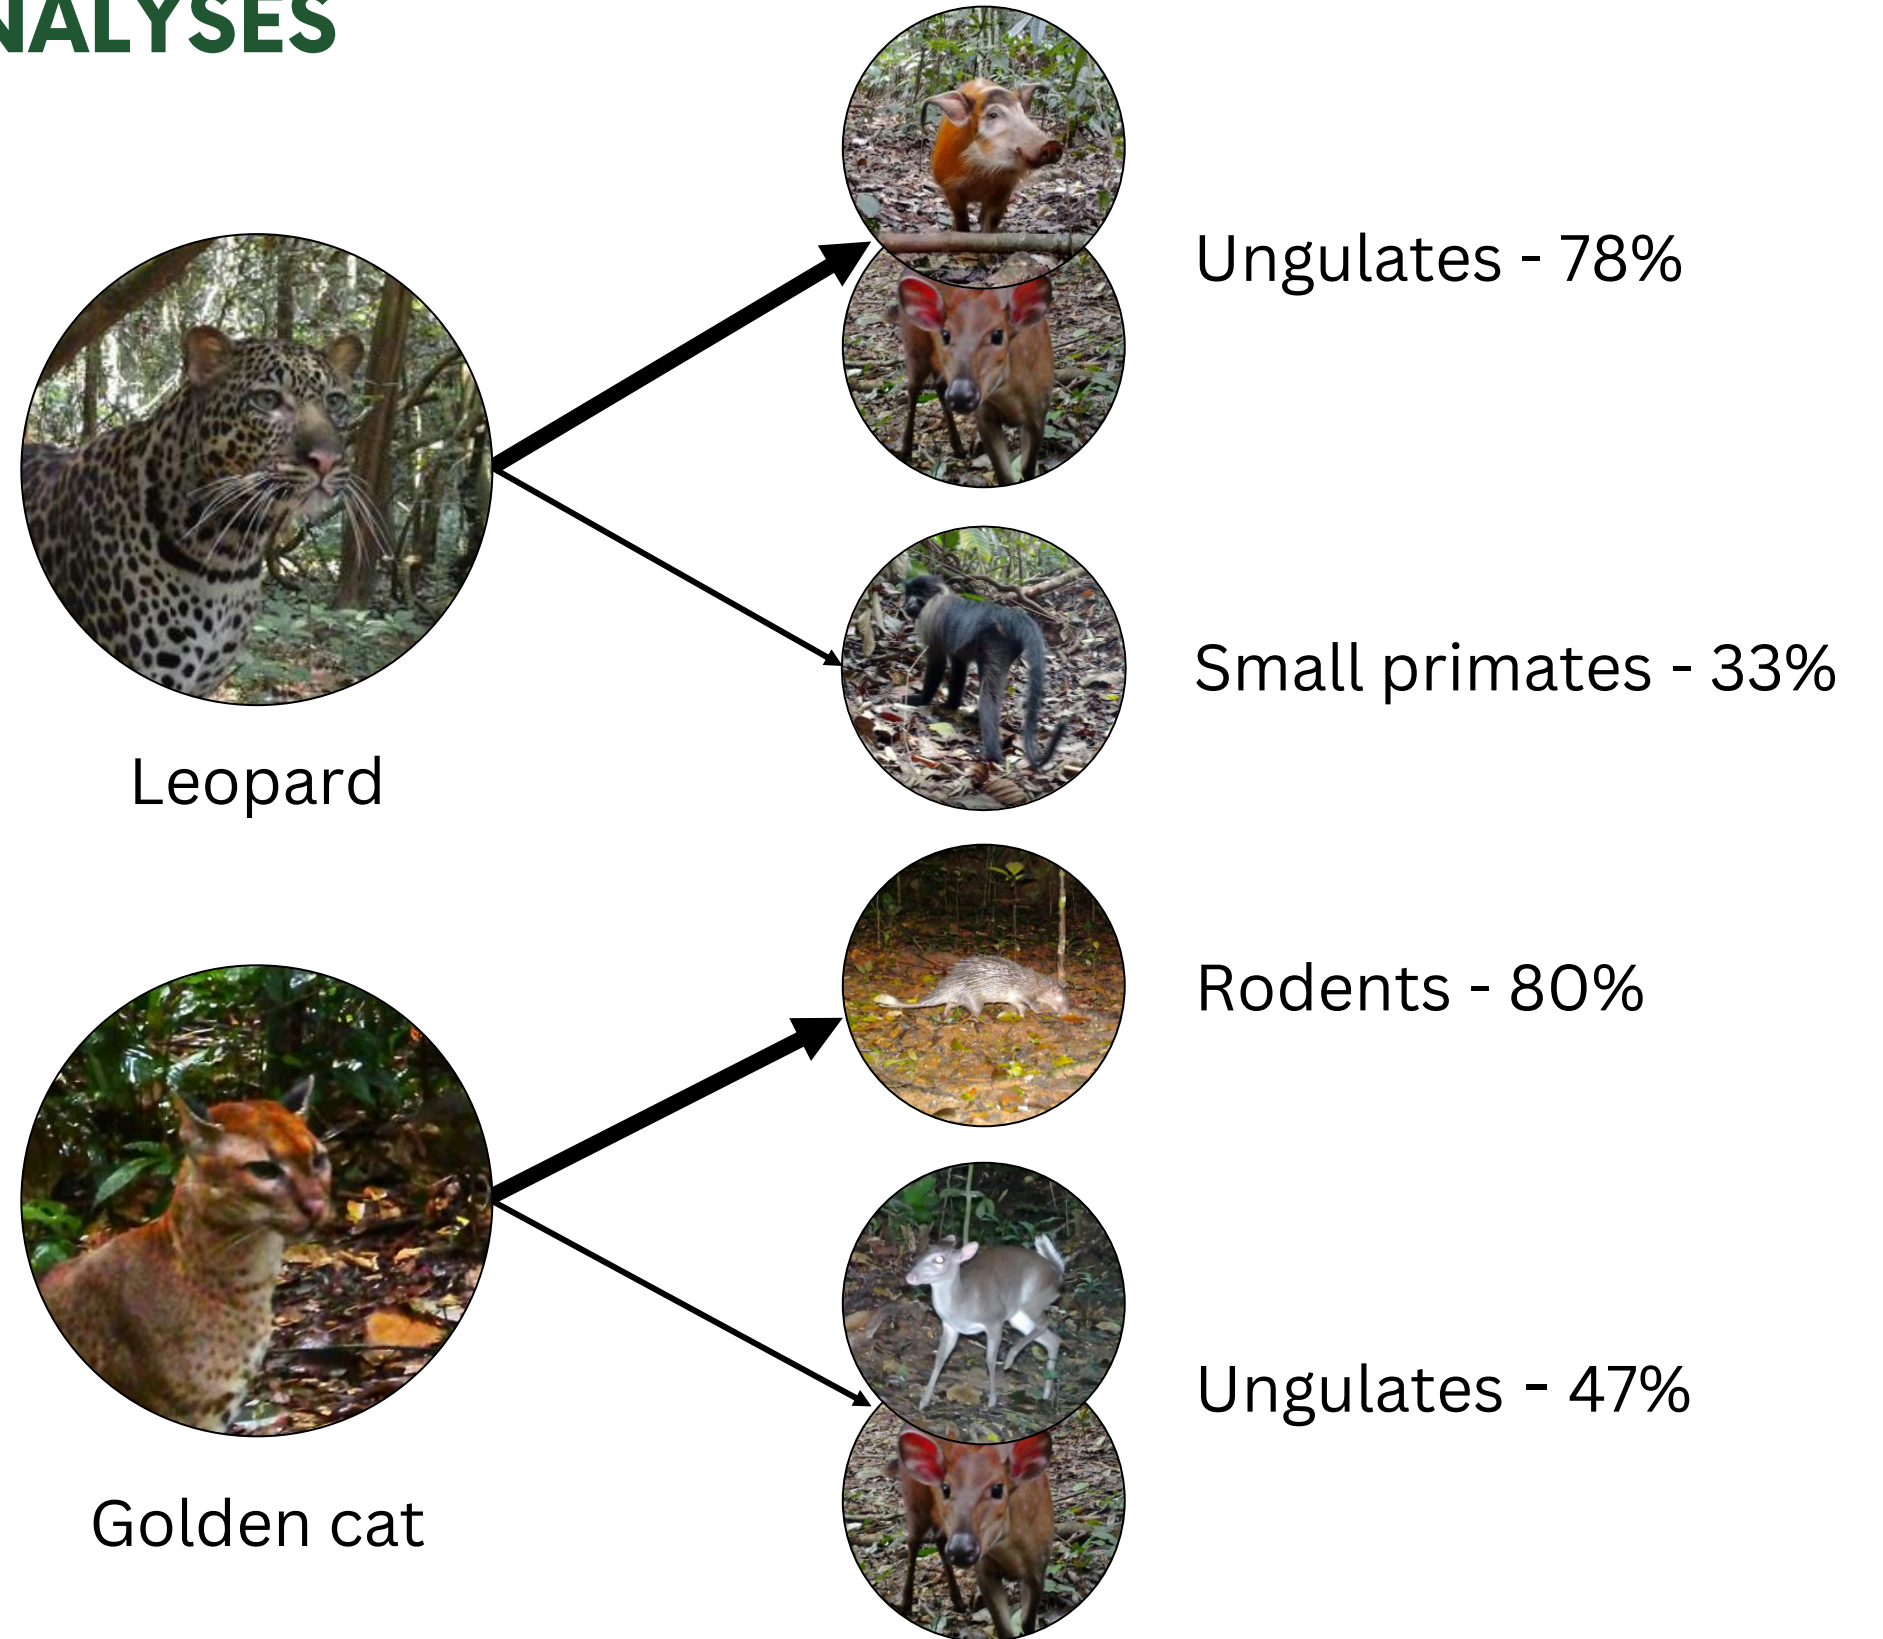 NALYSES
Ungulates - 78%
Small primates - 33%
Leopard
Rodents - 80%
Ungulates - 47%
Golden cat